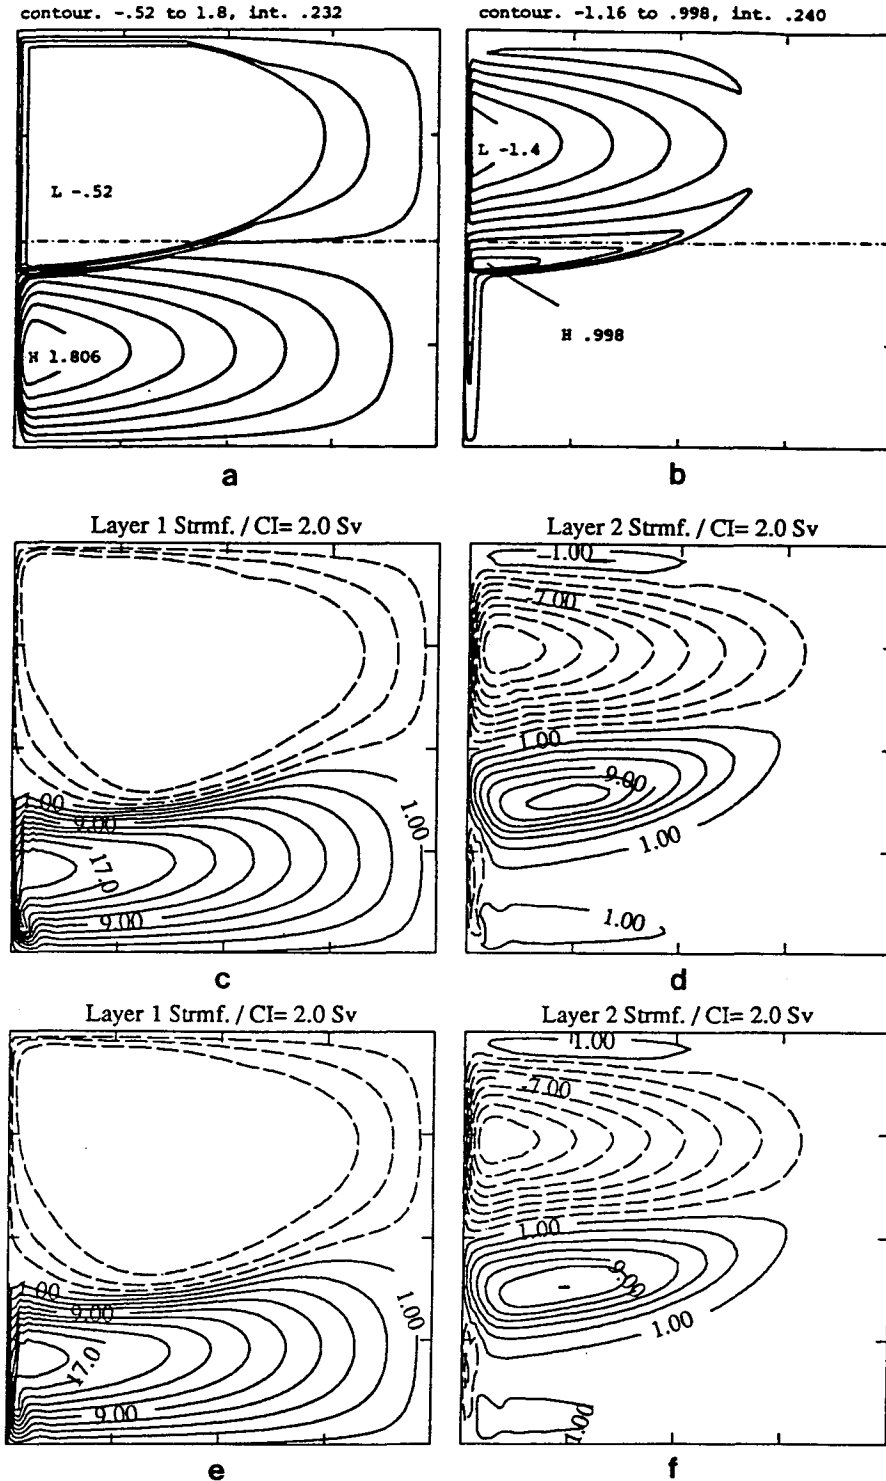 contour. -.52 to 1.8, int. .232
contour. -1.16 to .998, int. .240
L -.52
H 1.806
L -1.4
H .998
a
b
Layer 1 Strmf. / CI= 2.0 Sv
Layer 2 Strmf. / CI= 2.0 Sv
1.00
9.00
17.0
9.00
1.00
-1.00
-7.00
1.00
9.00
1.00
1.00
c
d
Layer 1 Strmf. / CI= 2.0 Sv
Layer 2 Strmf. / CI= 2.0 Sv
1.00
9.00
17.0
9.00
1.00
1.00
-7.00
1.00
9.00
1.00
1.00
e
f